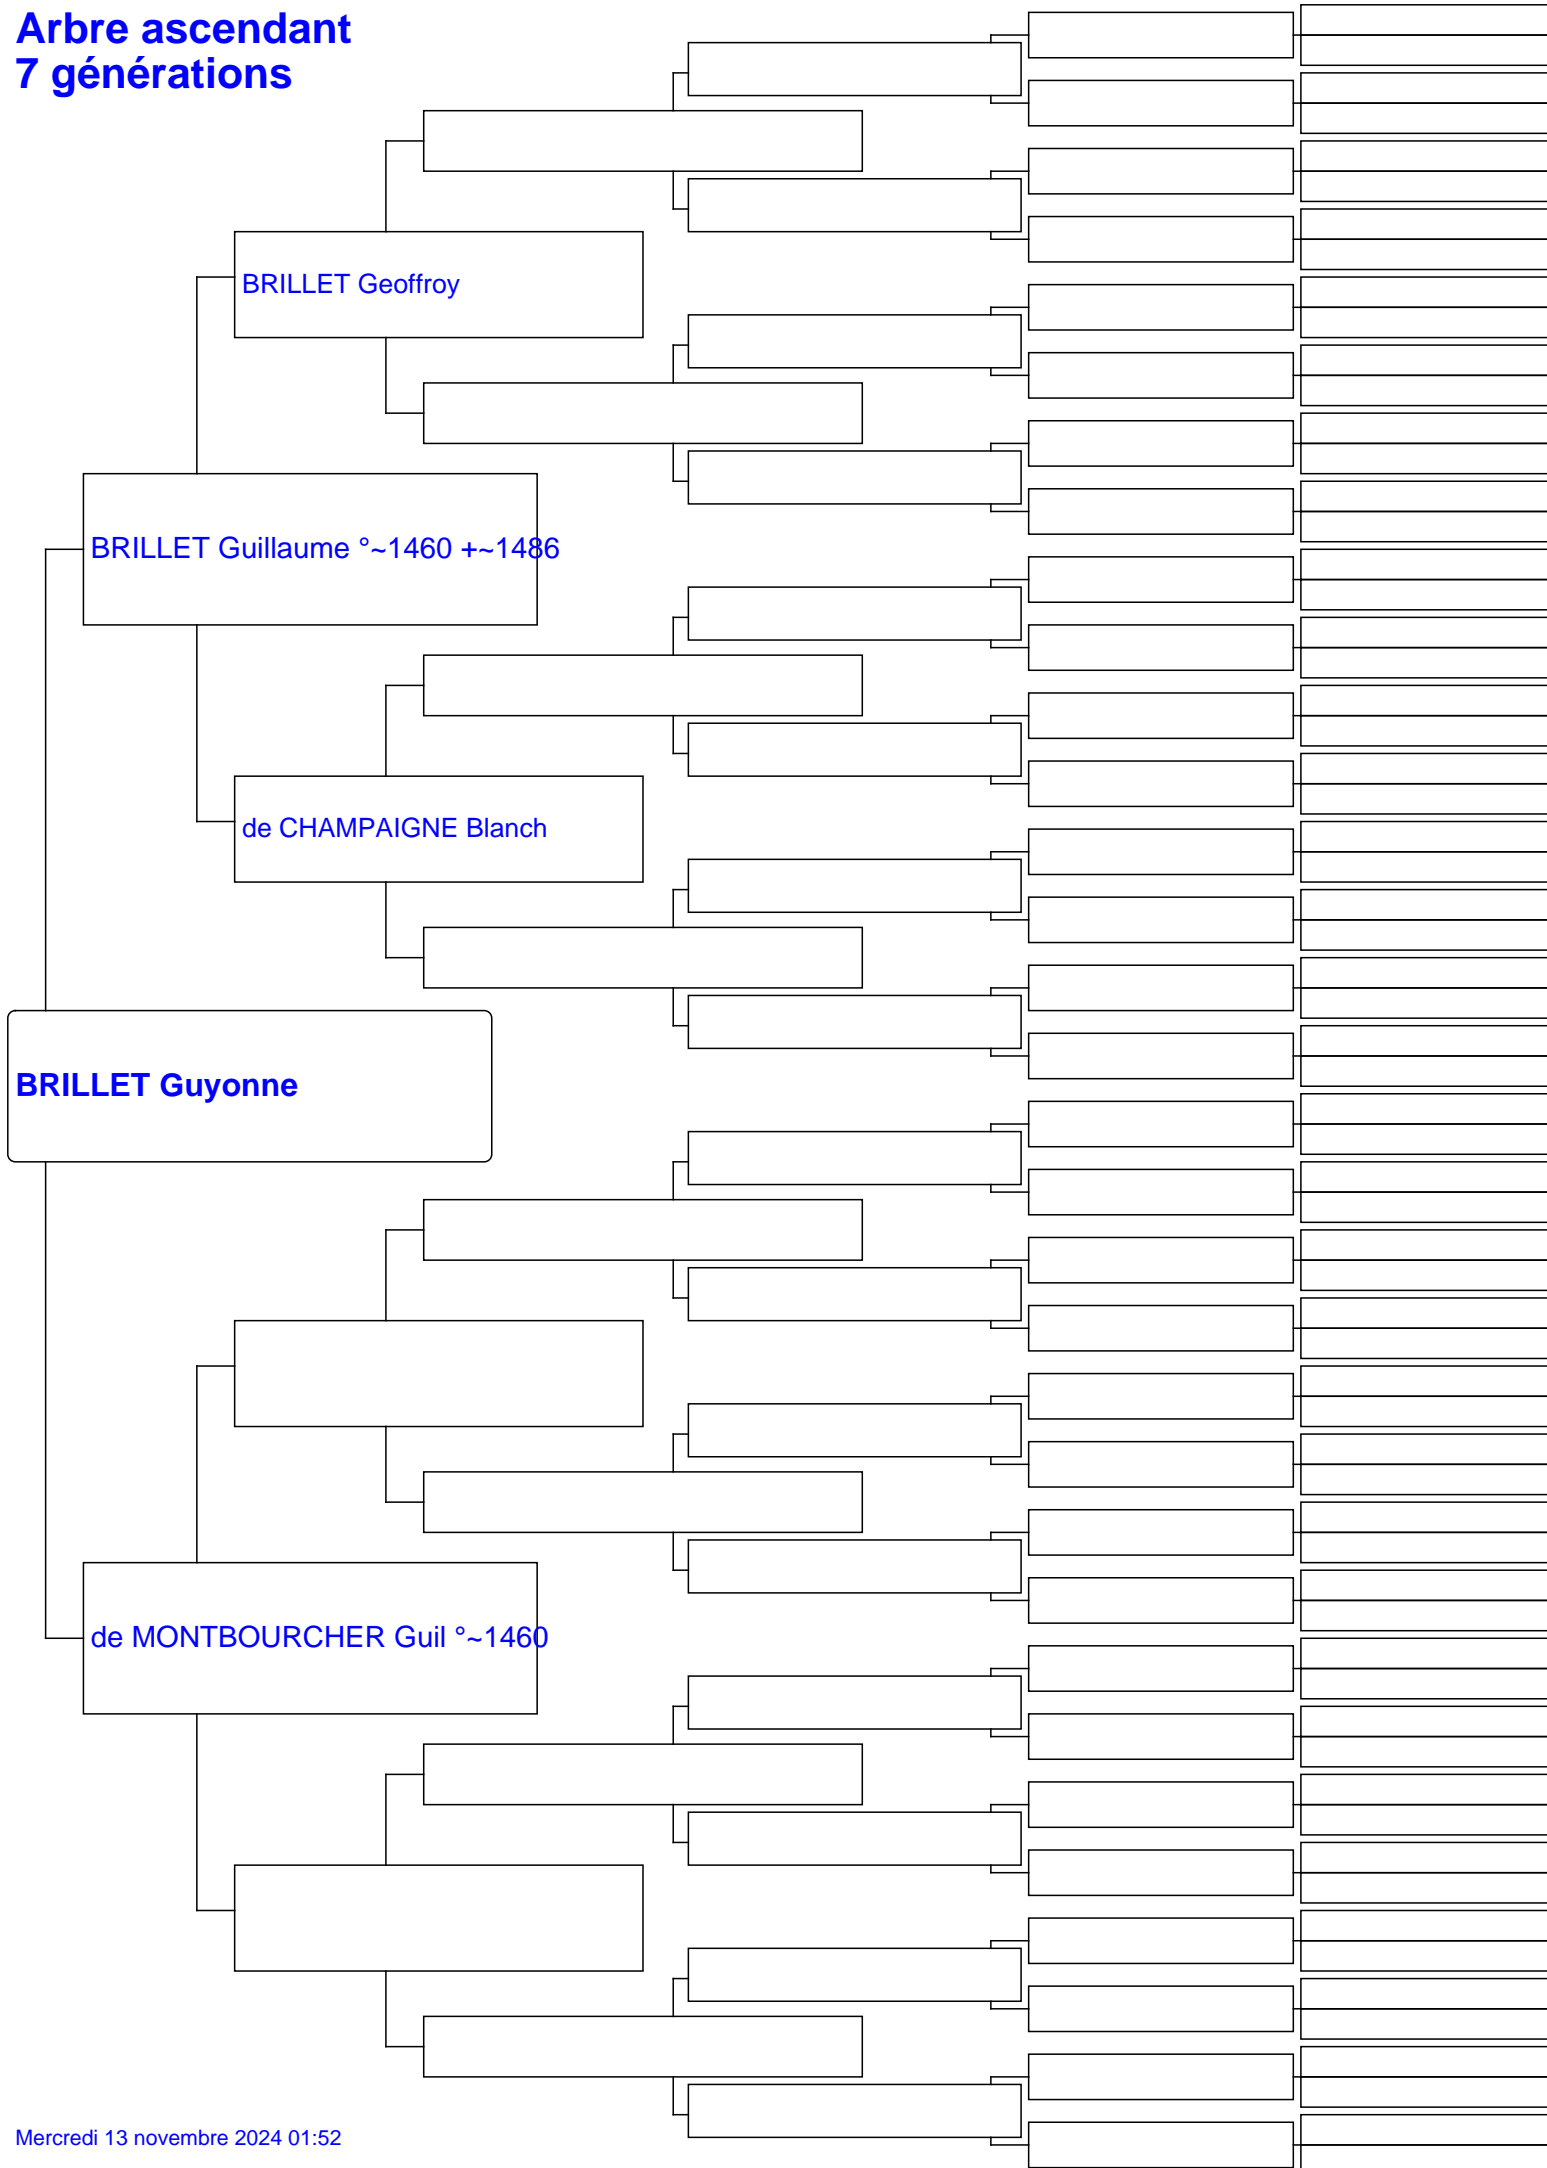 Arbre ascendant
7 générations
BRILLET Geoffroy
BRILLET Guillaume °~1460 +~1486
de CHAMPAIGNE Blanch
BRILLET Guyonne
de MONTBOURCHER Guil °~1460
Mercredi 13 novembre 2024 01:52